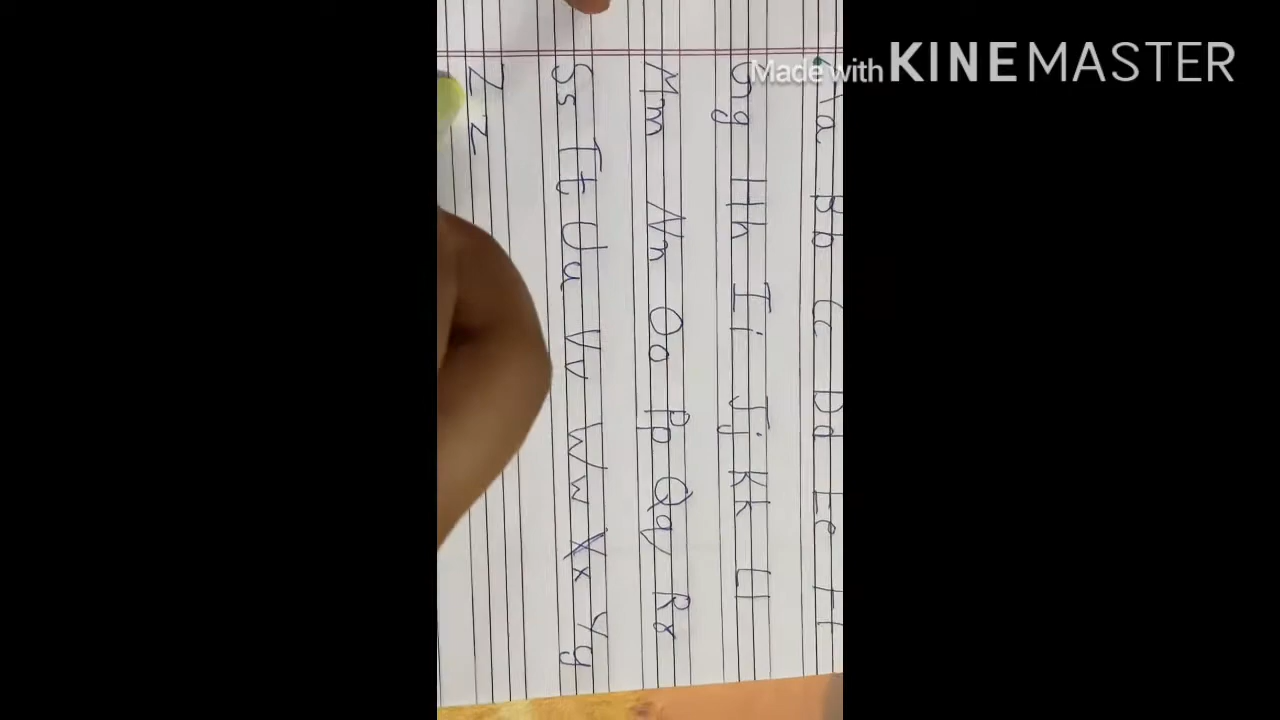 Made with KINEMASTER
Aa Bb Cc Dd Ee Ff
Gg Hh Ii Jj Kk Ll
Mm Nn Oo Pp Qq Rr
Ss Tt Uu Vv Ww Xx Yy
Zz